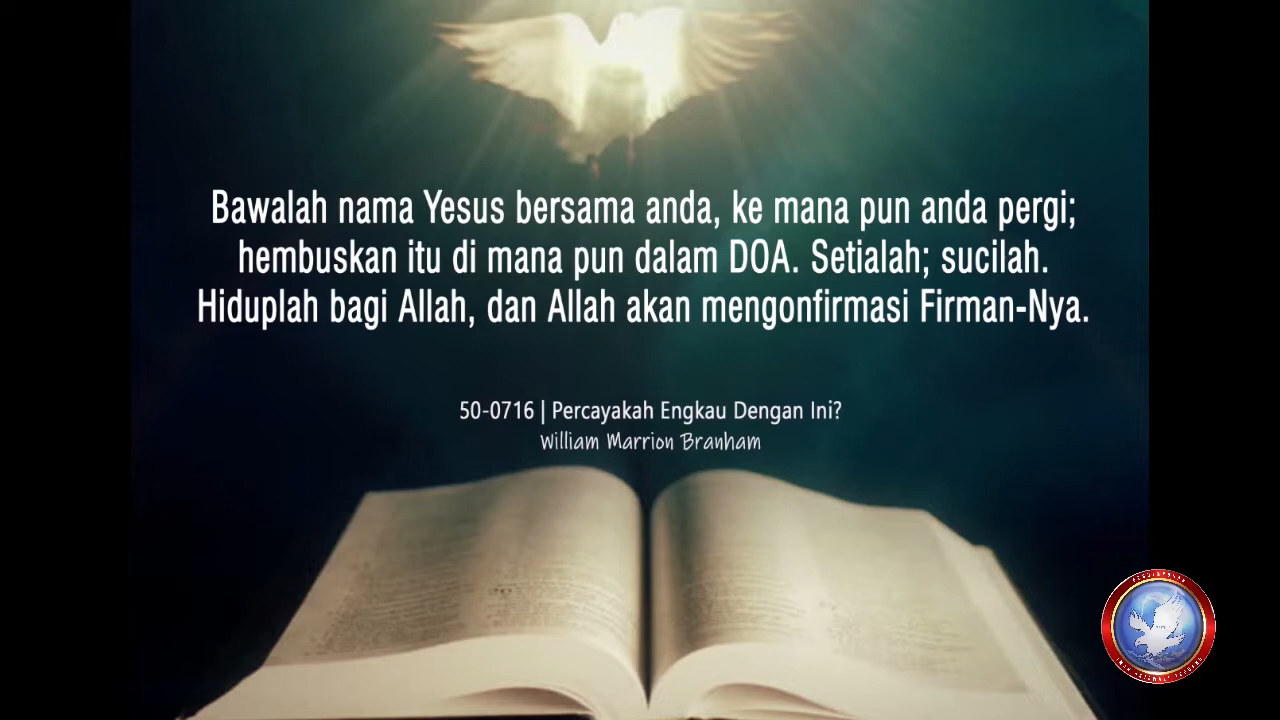 Bawalah nama Yesus bersama anda, ke mana pun anda pergi;
hembuskan itu di mana pun dalam DOA. Setialah; sucilah.
Hiduplah bagi Allah, dan Allah akan mengonfirmasi Firman-Nya.
50-0716 | Percayakah Engkau Dengan Ini?
William Marrion Branham